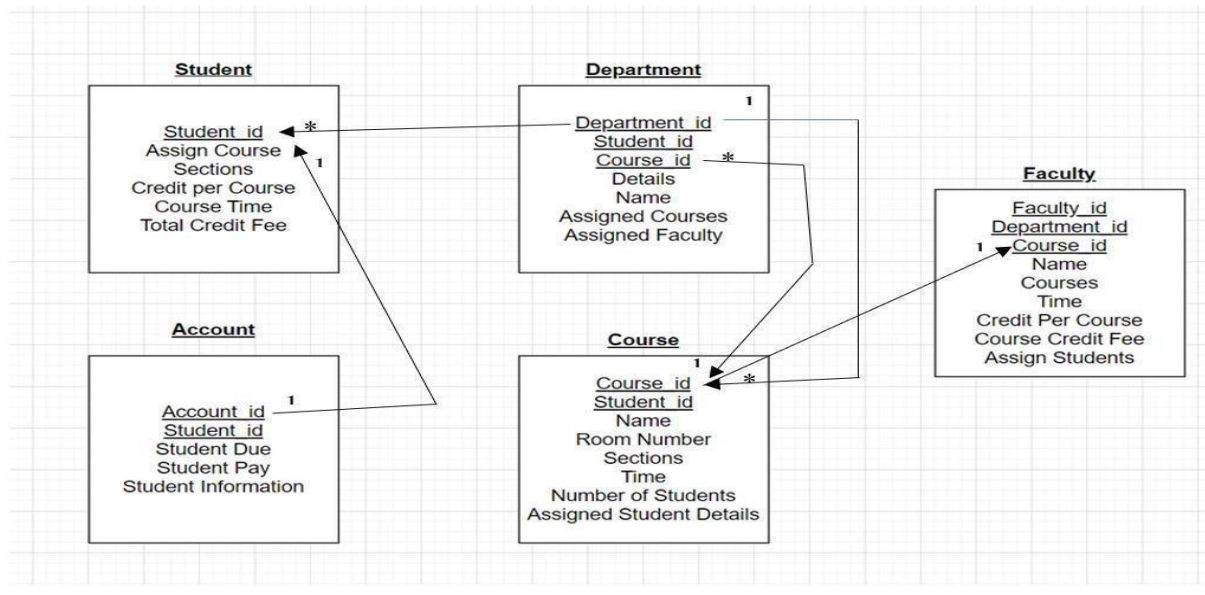 Student
Student_id
Assign Course
Sections
Credit per Course
Course Time
Total Credit Fee
*
1
Department
1
Department_id
Student_id
Course_id
*
Details
Name
Assigned Courses
Assigned Faculty
Faculty
Faculty_id
Department_id
1
Course_id
Name
Courses
Time
Credit Per Course
Course Credit Fee
Assign Students
Account
1
Account_id
Student_id
Student Due
Student Pay
Student Information
Course
1
Course_id
*
Student_id
Name
Room Number
Sections
Time
Number of Students
Assigned Student Details